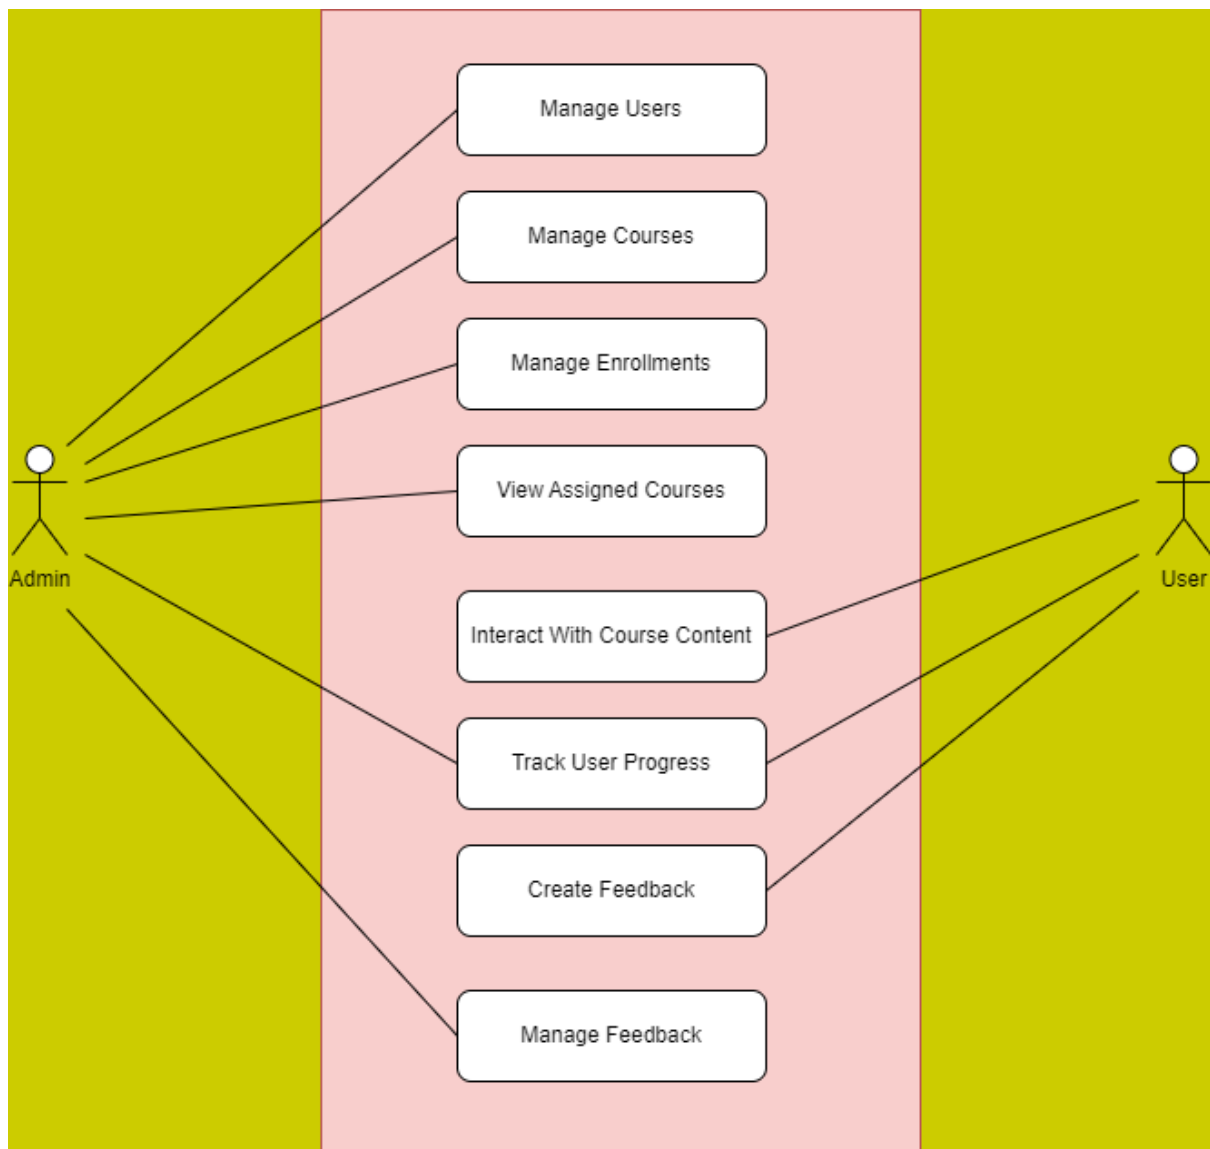 Manage Users
Manage Courses
Manage Enrollments
View Assigned Courses
Admin
User
Interact With Course Content
Track User Progress
Create Feedback
Manage Feedback